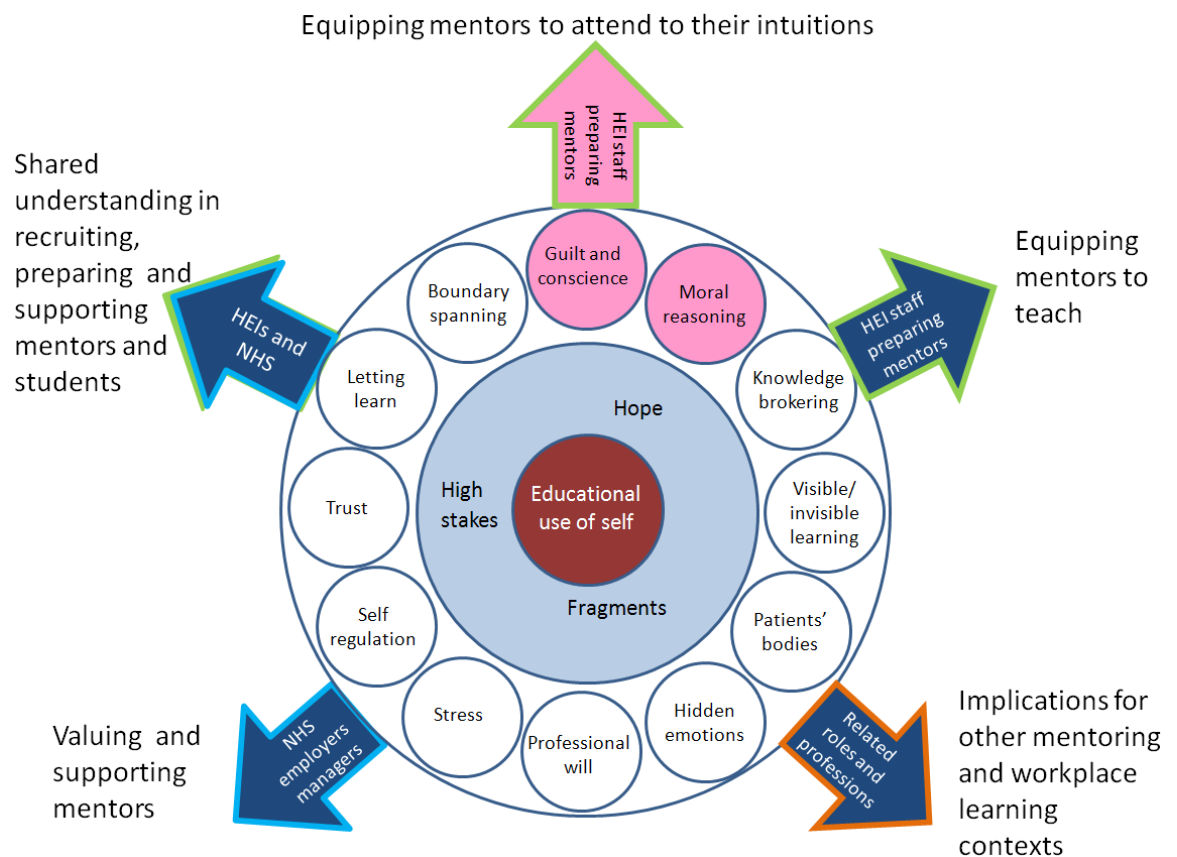 Equipping mentors to attend to their intuitions
HEI staff
preparing
mentors
Shared
understanding in
recruiting,
preparing and
supporting
mentors and
students
HEIs and
NHS
Equipping
mentors to
teach
HEI staff
preparing
mentors
Guilt and
conscience
Moral
reasoning
Boundary
spanning
Knowledge
brokering
Letting
learn
Visible/
invisible
learning
Trust
Patients’
bodies
Self
regulation
Hidden
emotions
Stress
Professional
will
Hope
High
stakes
Fragments
Educational
use of self
Valuing and
supporting
mentors
NHS
employers
managers
Related
roles and
professions
Implications for
other mentoring
and workplace
learning
contexts